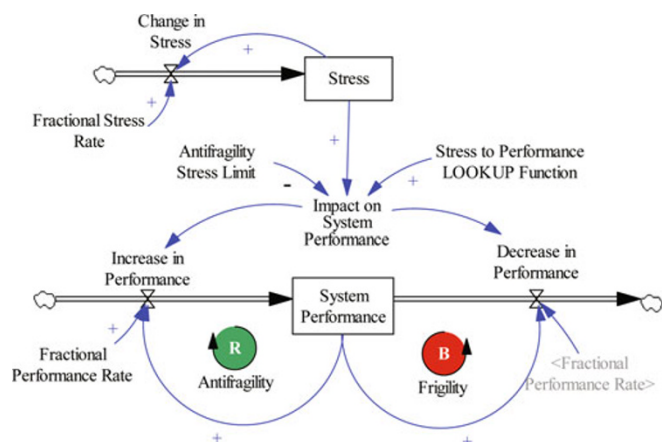 Change in
Stress
+
Stress
+
Fractional Stress
Rate
+
Antifragility
Stress Limit
Stress to Performance
LOOKUP Function
-
+
Impact on
System
Performance
Increase in
Performance
Decrease in
Performance
System
Performance
+
Fractional
Performance Rate
R
Antifragility
B
Frigility
<Fractional
Performance Rate>
+
+